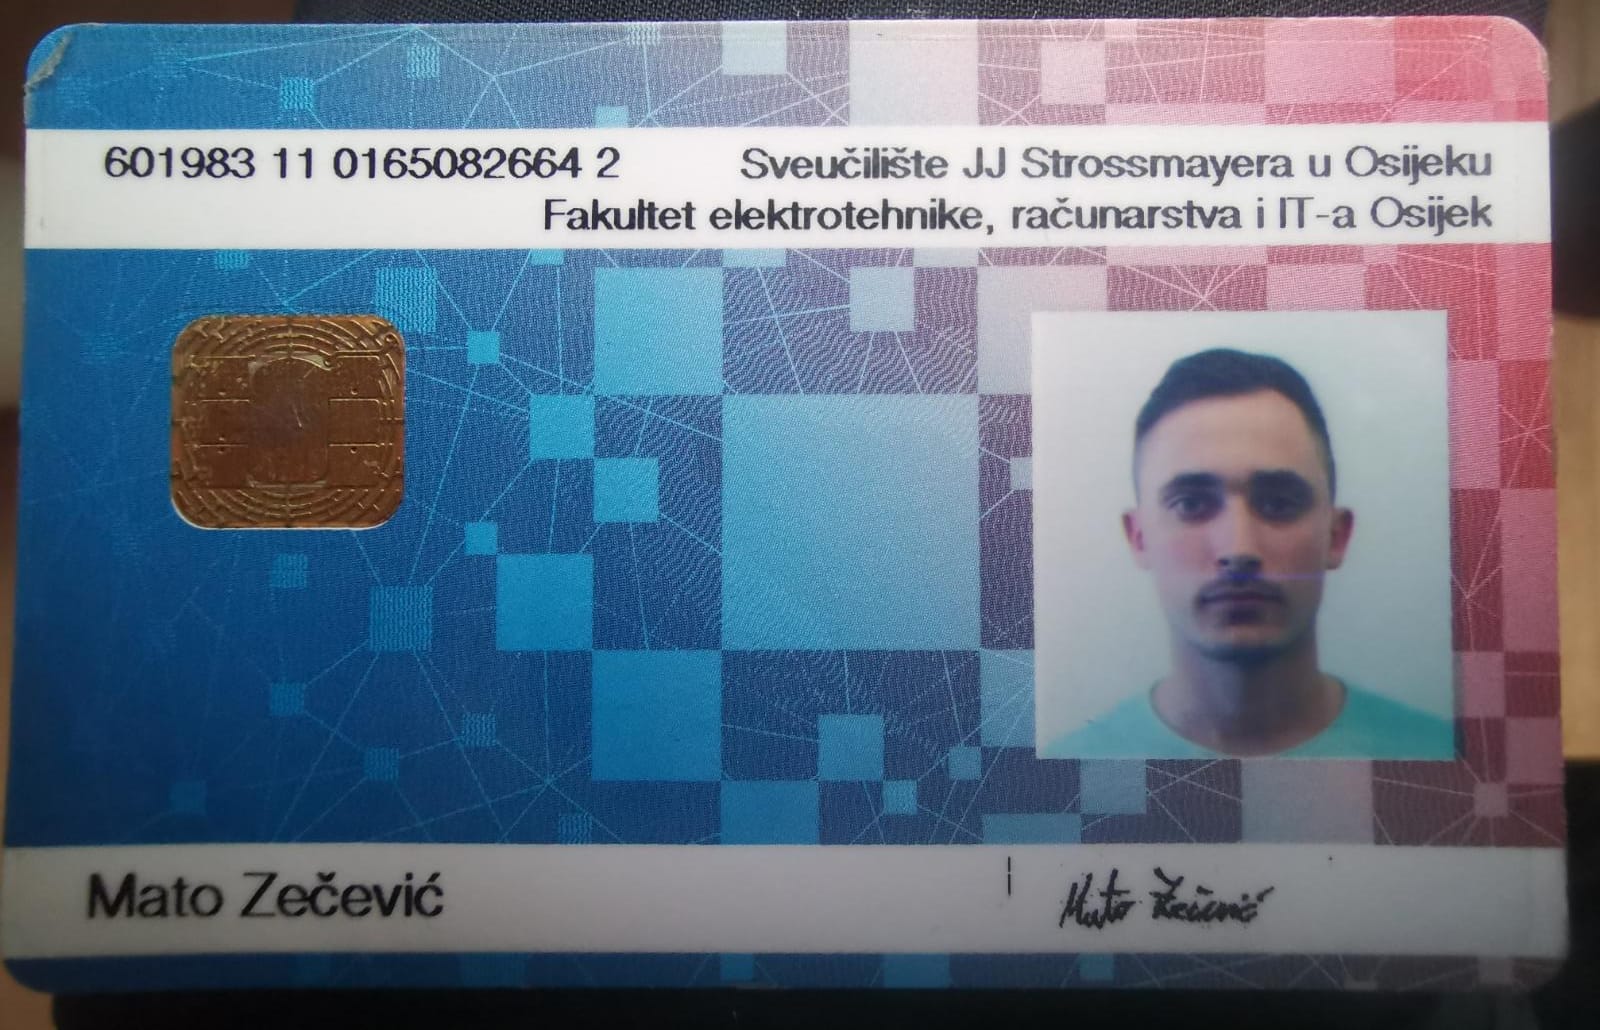 601983 11 0165082664 2
Sveučilište JJ Strossmayera u Osijeku
Fakultet elektrotehnike, računarstva i IT-a Osijek
Mato Zečević
Mato Zečević